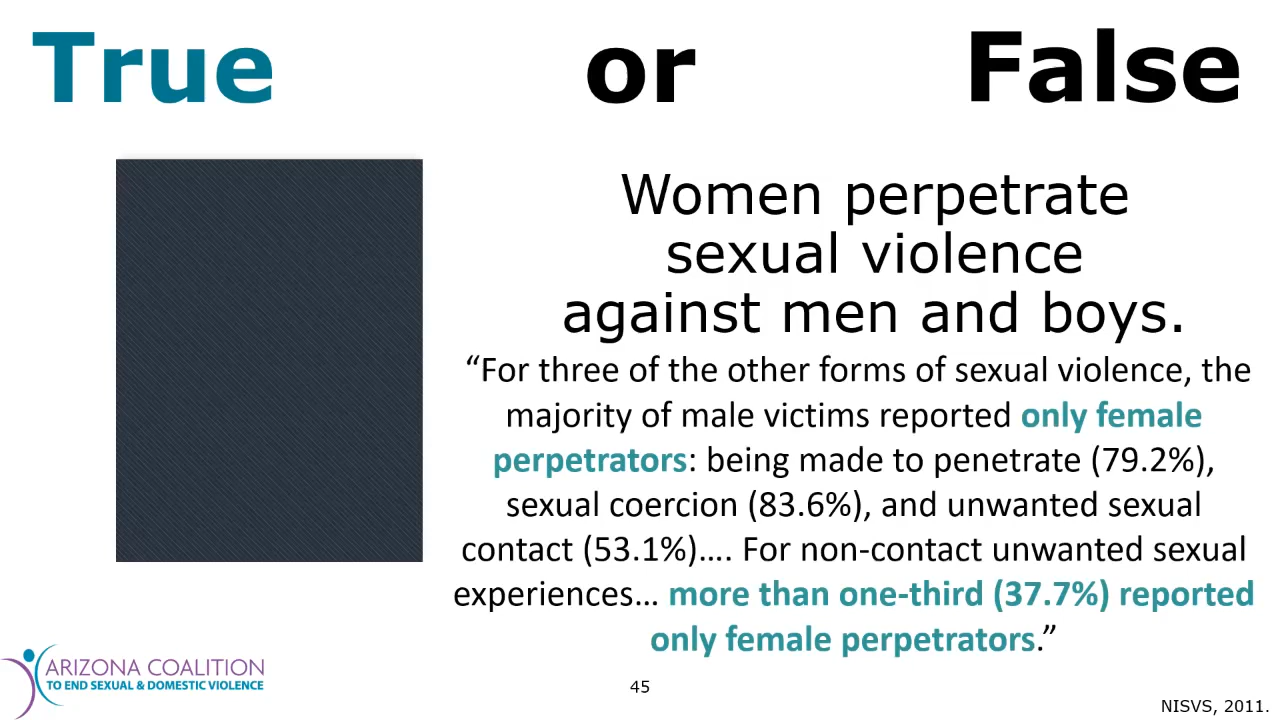 True or False
Women perpetrate
sexual violence
against men and boys.
“For three of the other forms of sexual violence, the
majority of male victims reported only female
perpetrators: being made to penetrate (79.2%),
sexual coercion (83.6%), and unwanted sexual
contact (53.1%)…. For non-contact unwanted sexual
experiences… more than one-third (37.7%) reported
only female perpetrators.”
ARIZONA COALITION
TO END SEXUAL & DOMESTIC VIOLENCE
45
NISVS, 2011.